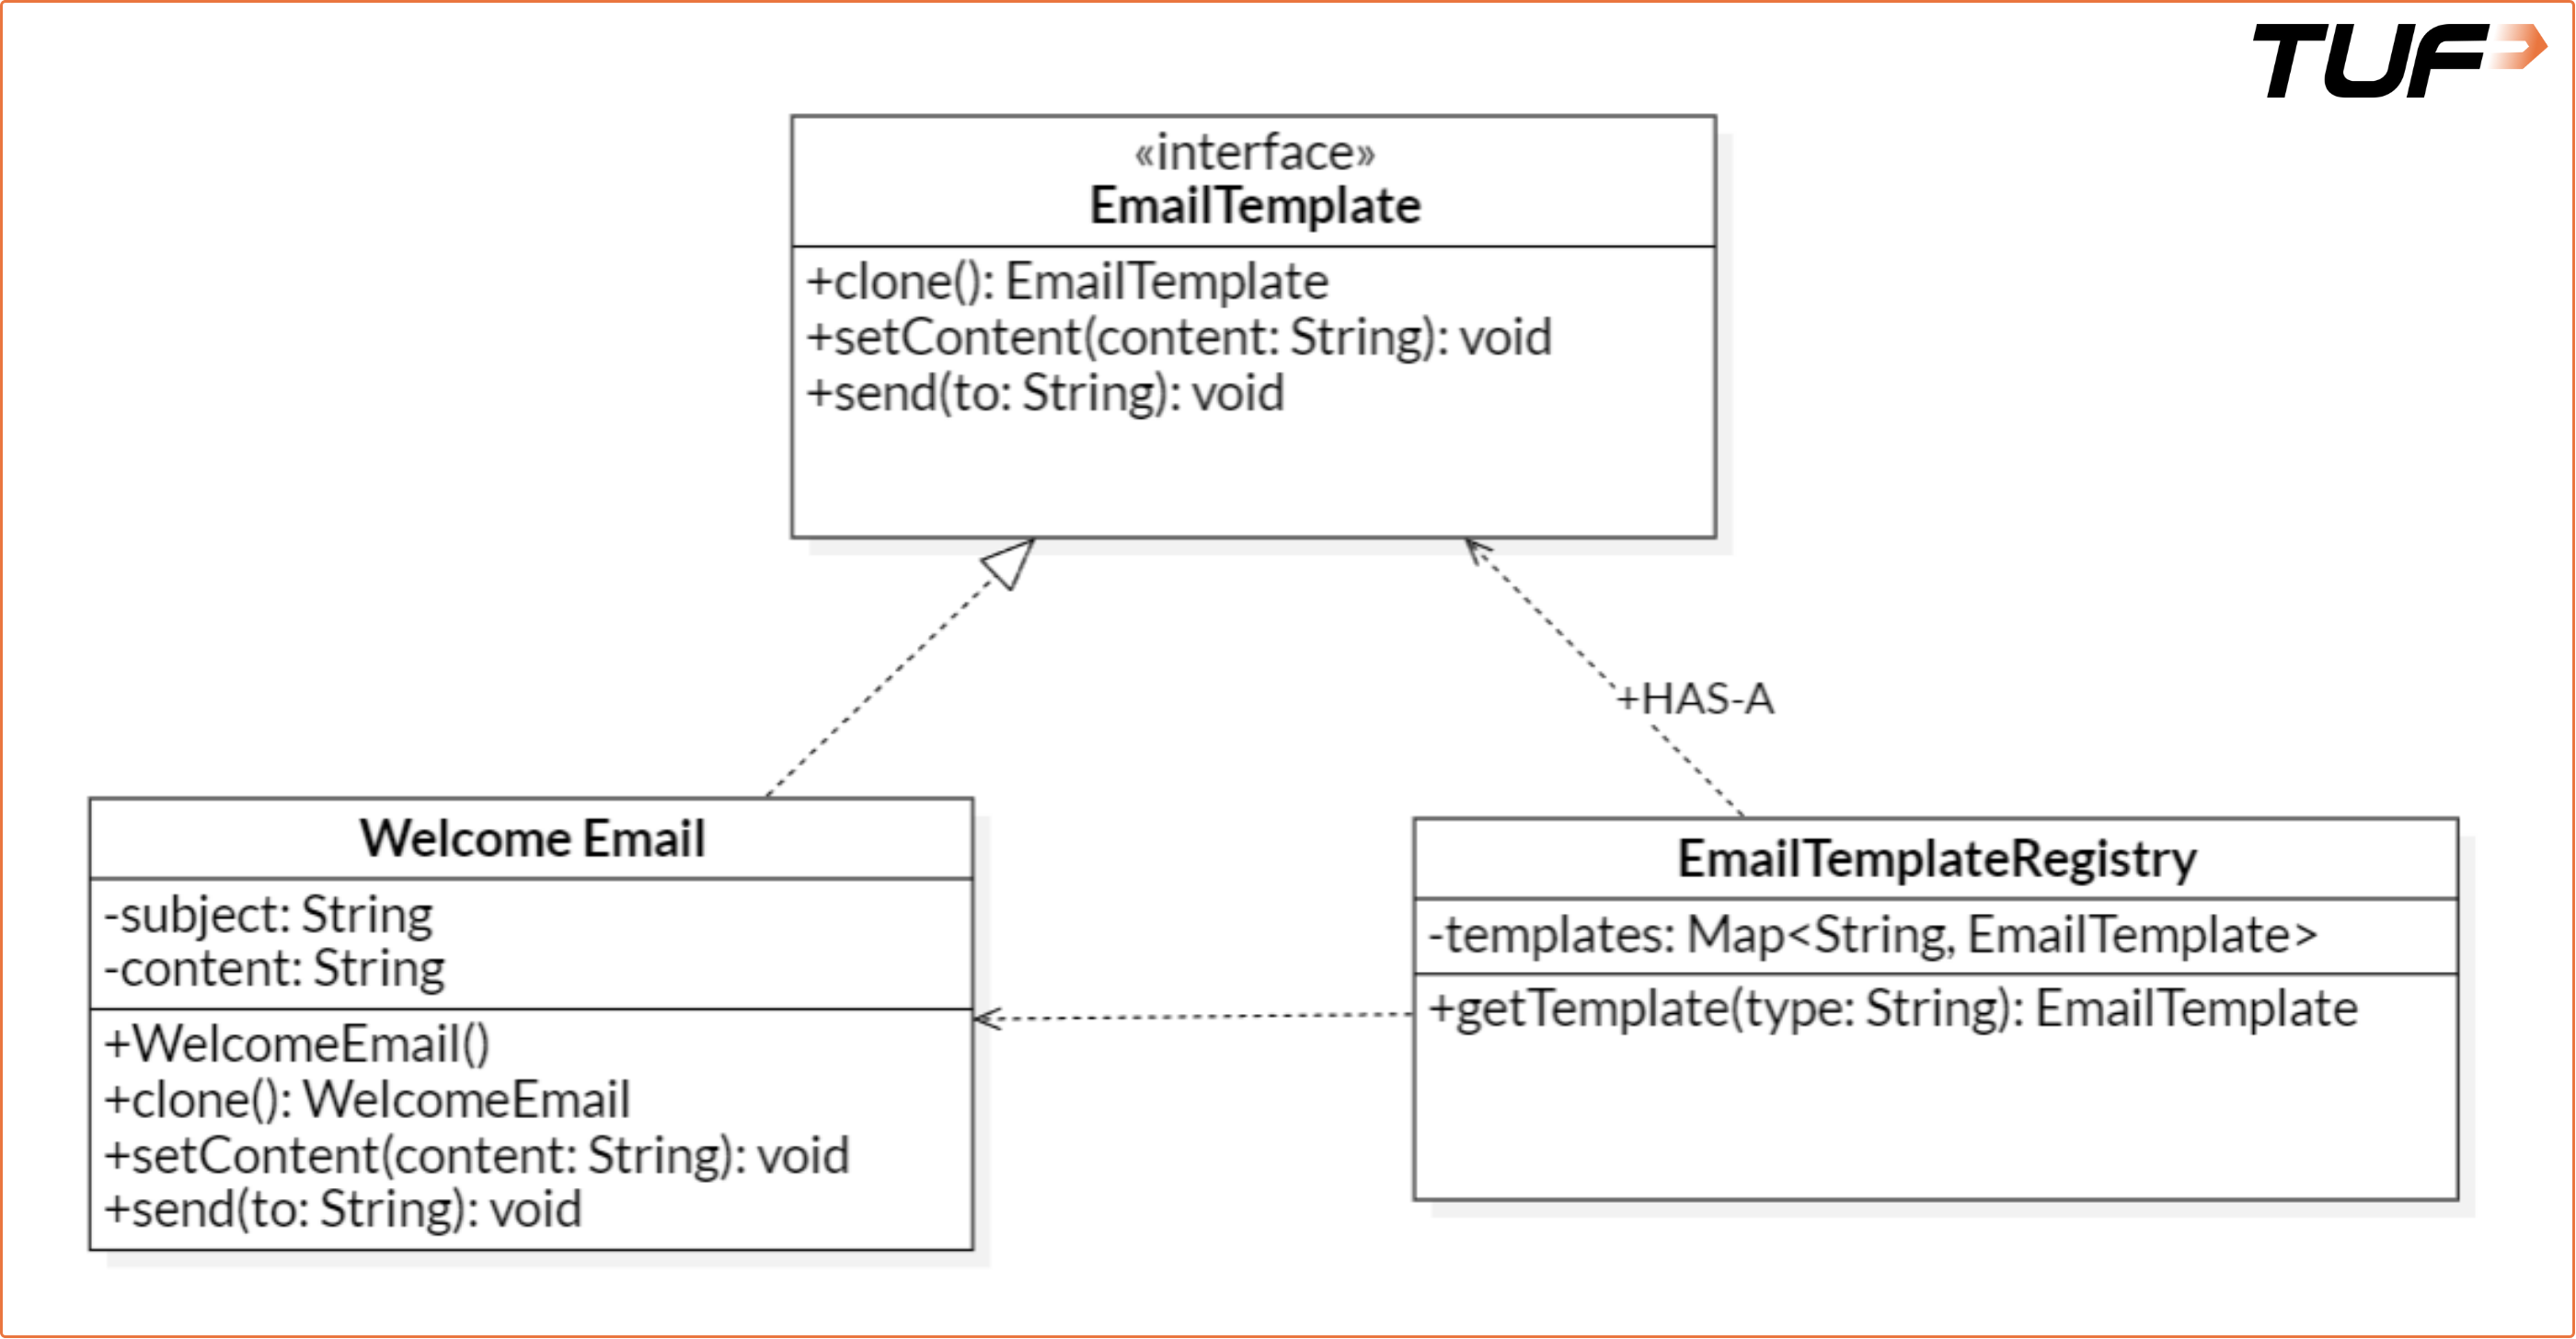 TUF
«interface»
EmailTemplate
+clone(): EmailTemplate
+setContent(content: String): void
+send(to: String): void
+HAS-A
Welcome Email
-subject: String
-content: String
+WelcomeEmail()
+clone(): WelcomeEmail
+setContent(content: String): void
+send(to: String): void
EmailTemplateRegistry
-templates: Map<String, EmailTemplate>
+getTemplate(type: String): EmailTemplate